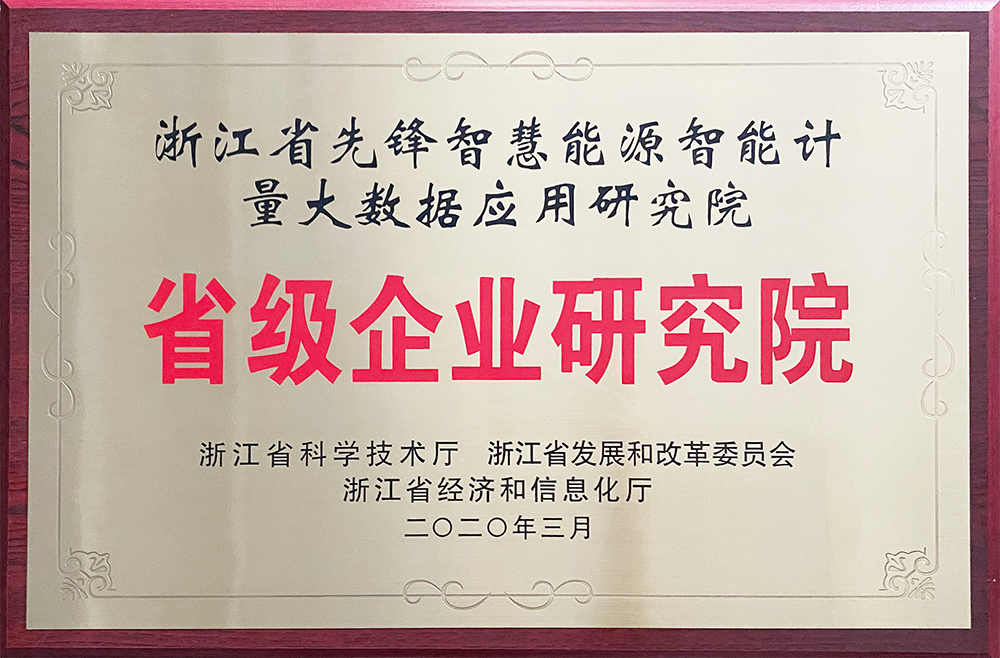 浙江省先锋智慧能源智能计
量大数据应用研究院
省级企业研究院
浙江省科学技术厅 浙江省发展和改革委员会
浙江省经济和信息化厅
二〇二〇年三月